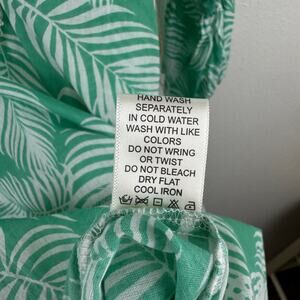 HAND WASH
SEPARATELY
IN COLD WATER
WASH WITH LIKE
COLORS
DO NOT WRING
OR TWIST
DO NOT BLEACH
DRY FLAT
COOL IRON